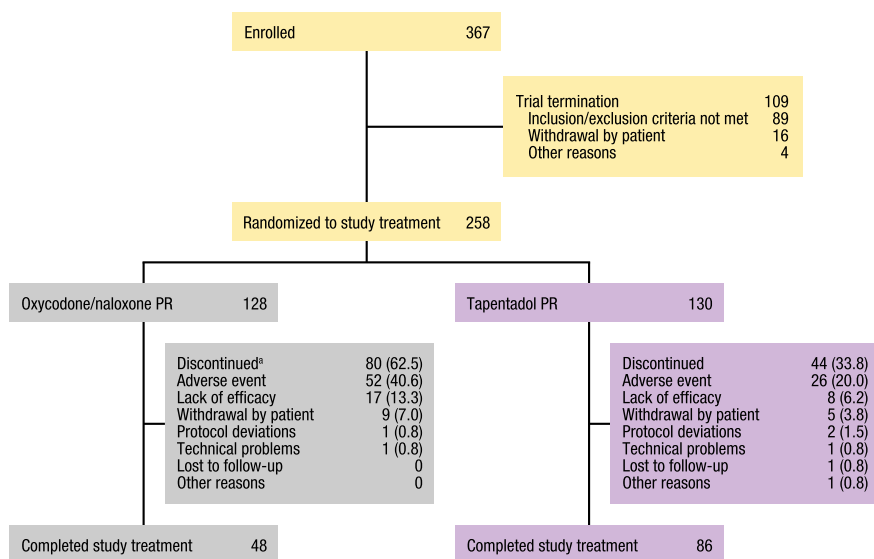 Enrolled 367
Trial termination 109
Inclusion/exclusion criteria not met 89
Withdrawal by patient 16
Other reasons 4
Randomized to study treatment 258
Oxycodone/naloxone PR 128
Discontinuedᵃ 80 (62.5)
Adverse event 52 (40.6)
Lack of efficacy 17 (13.3)
Withdrawal by patient 9 (7.0)
Protocol deviations 1 (0.8)
Technical problems 1 (0.8)
Lost to follow-up 0
Other reasons 0
Completed study treatment 48
Tapentadol PR 130
Discontinued 44 (33.8)
Adverse event 26 (20.0)
Lack of efficacy 8 (6.2)
Withdrawal by patient 5 (3.8)
Protocol deviations 2 (1.5)
Technical problems 1 (0.8)
Lost to follow-up 1 (0.8)
Other reasons 1 (0.8)
Completed study treatment 86